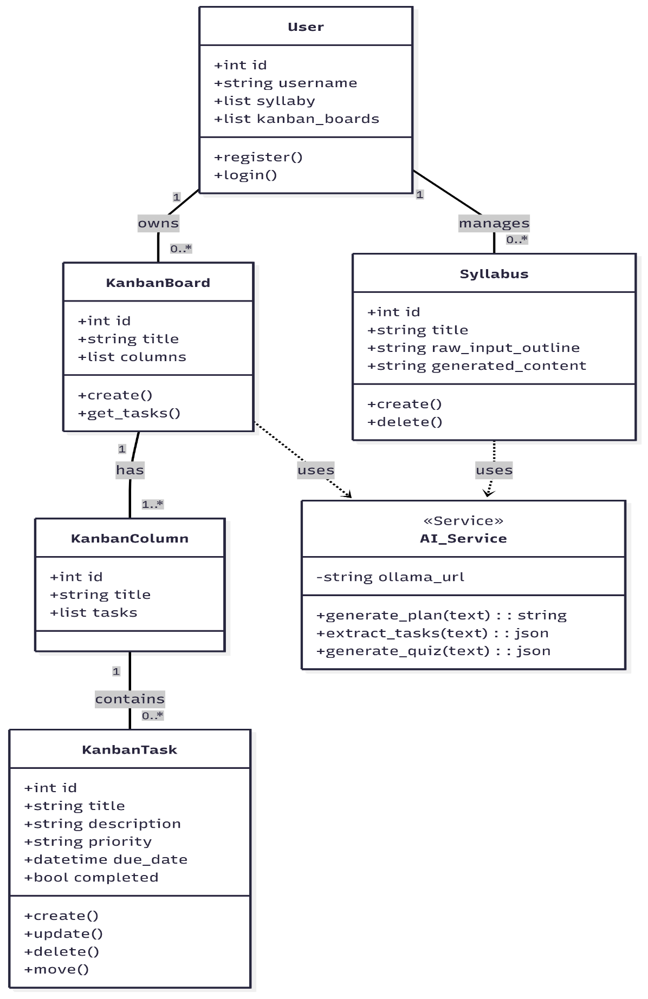 User
+int id
+string username
+list syllaby
+list kanban_boards
+register()
+login()
1
1
owns
manages
0..*
0..*
KanbanBoard
+int id
+string title
+list columns
+create()
+get_tasks()
Syllabus
+int id
+string title
+string raw_input_outline
+string generated_content
+create()
+delete()
1
has
uses
uses
1..*
KanbanColumn
+int id
+string title
+list tasks
«Service»
AI_Service
-string ollama_url
+generate_plan(text) : : string
+extract_tasks(text) : : json
+generate_quiz(text) : : json
1
contains
0..*
KanbanTask
+int id
+string title
+string description
+string priority
+datetime due_date
+bool completed
+create()
+update()
+delete()
+move()